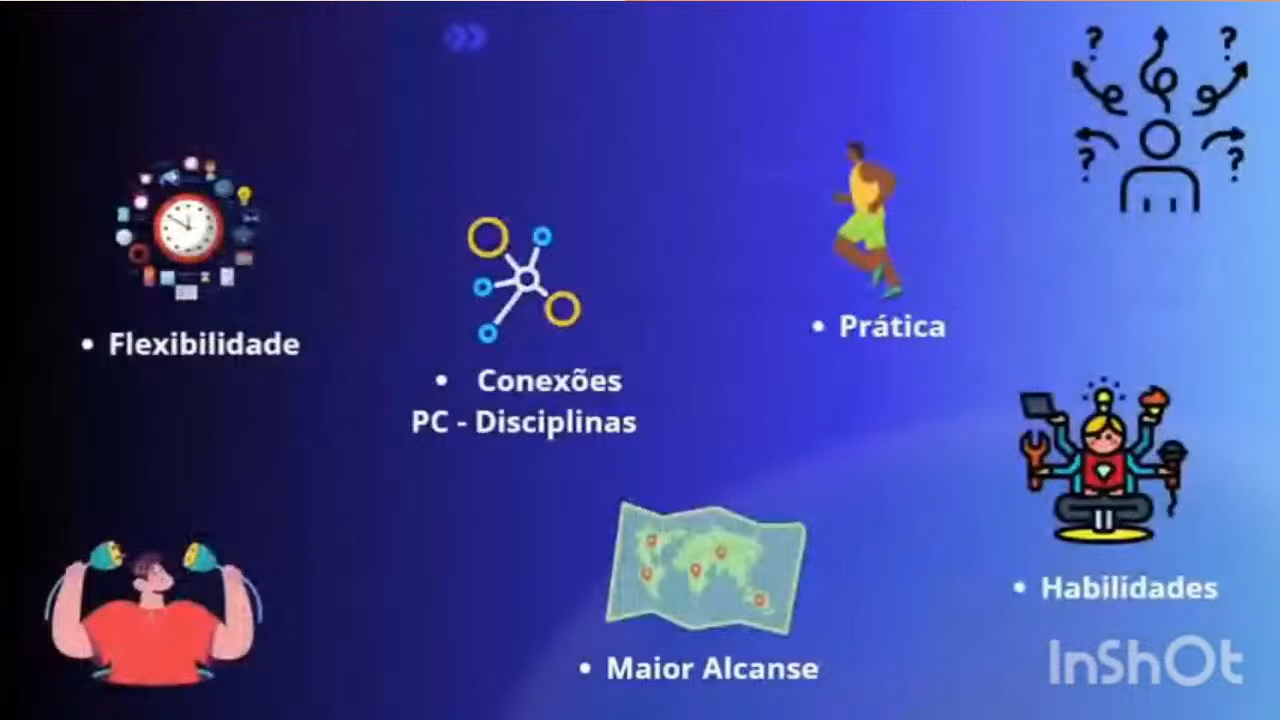 • Flexibilidade
• Conexões
PC - Disciplinas
• Prática
• Habilidades
• Maior Alcanse
InShOt
? ?
? ?